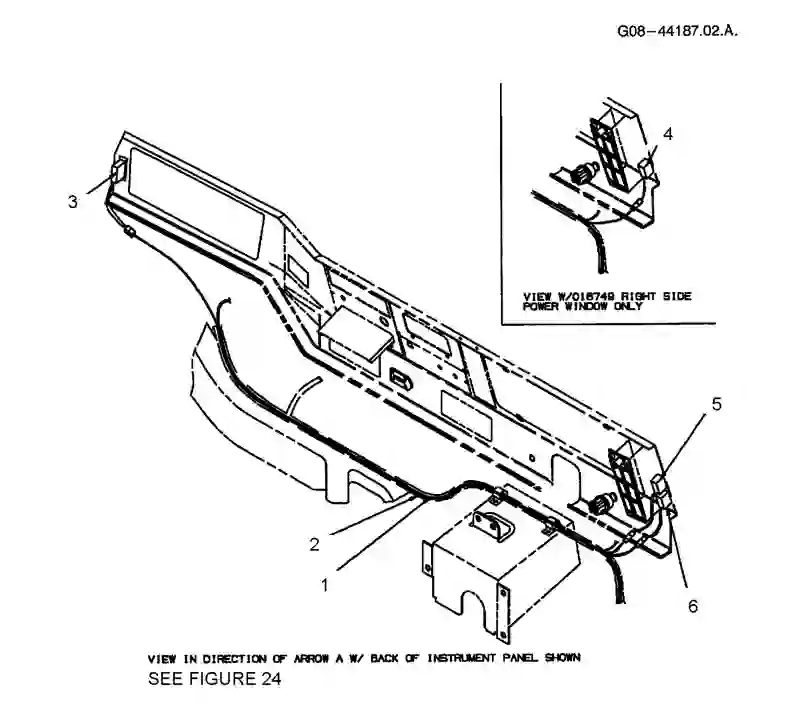 G08-44187.02.A.
4
3
VIEW W/018749 RIGHT SIDE
POWER WINDOW ONLY
5
2
1
6
VIEW IN DIRECTION OF ARROW A W/ BACK OF INSTRUMENT PANEL SHOWN
SEE FIGURE 24